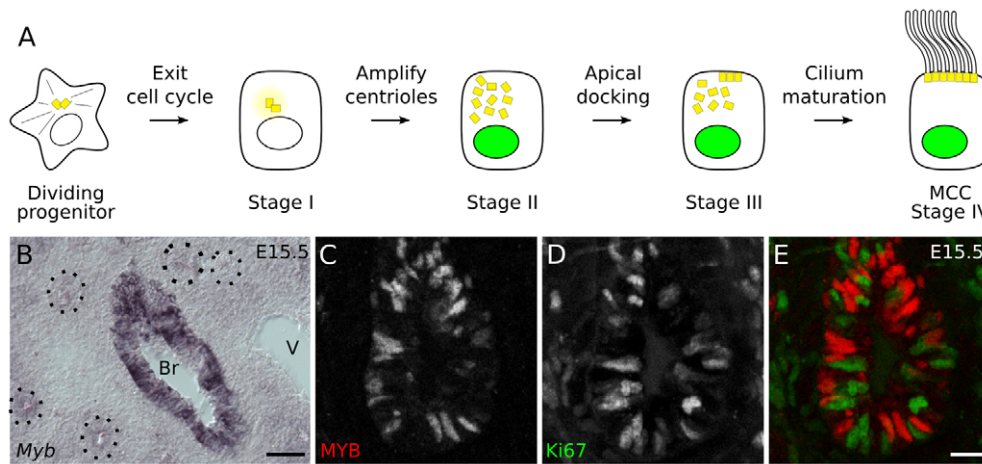 A
Exit
cell cycle
Amplify
centrioles
Apical
docking
Cilium
maturation
Dividing
progenitor
Stage I
Stage II
Stage III
MCC
Stage IV
B
E15.5
Br
V
Myb
C
MYB
D
Ki67
E
E15.5